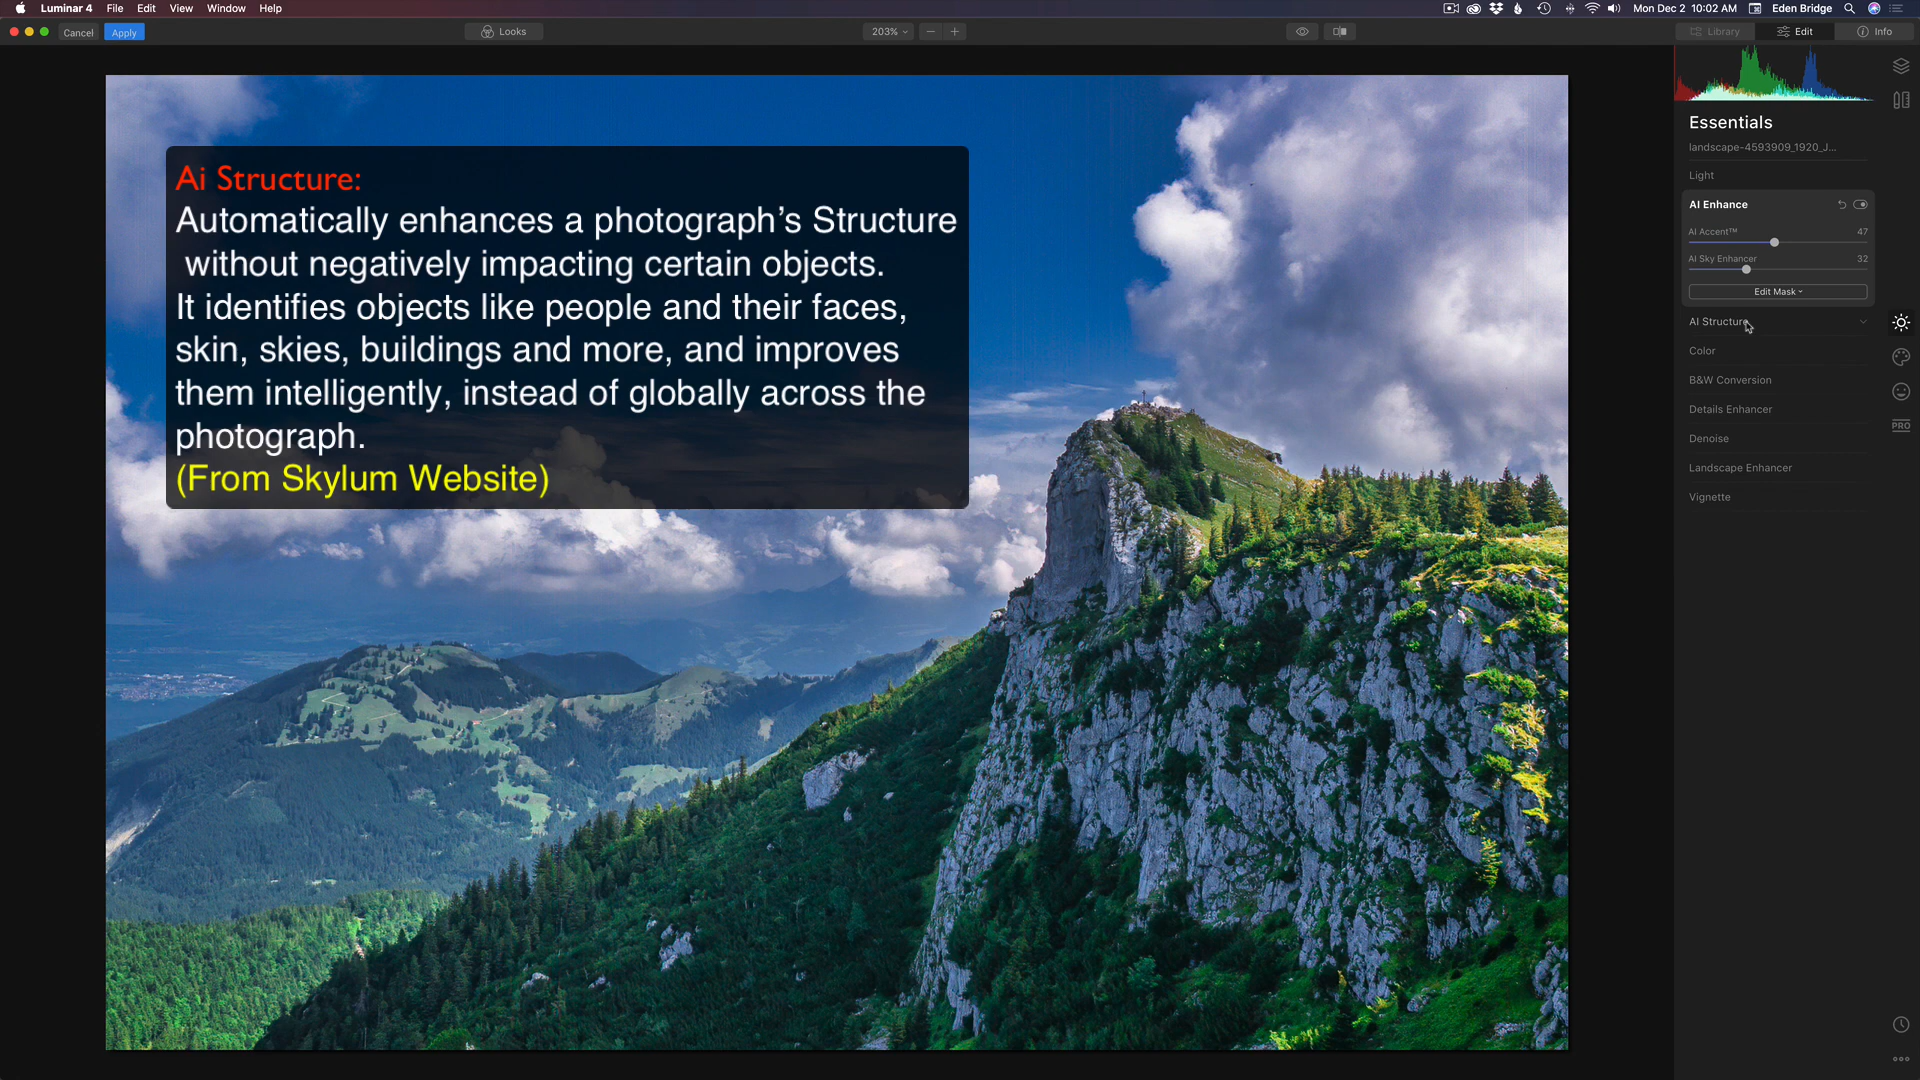 Luminar 4 File Edit View Window Help
Mon Dec 2 10:02 AM Eden Bridge
Cancel Apply
Looks
203%
Library Edit Info
Essentials
landscape-4593909_1920_J...
Light
AI Enhance
AI Accent™ 47
AI Sky Enhancer 32
Edit Mask
AI Structure
Color
B&W Conversion
Details Enhancer
Denoise
Landscape Enhancer
Vignette
PRO
Ai Structure:
Automatically enhances a photograph's Structure
without negatively impacting certain objects.
It identifies objects like people and their faces,
skin, skies, buildings and more, and improves
them intelligently, instead of globally across the
photograph.
(From Skylum Website)